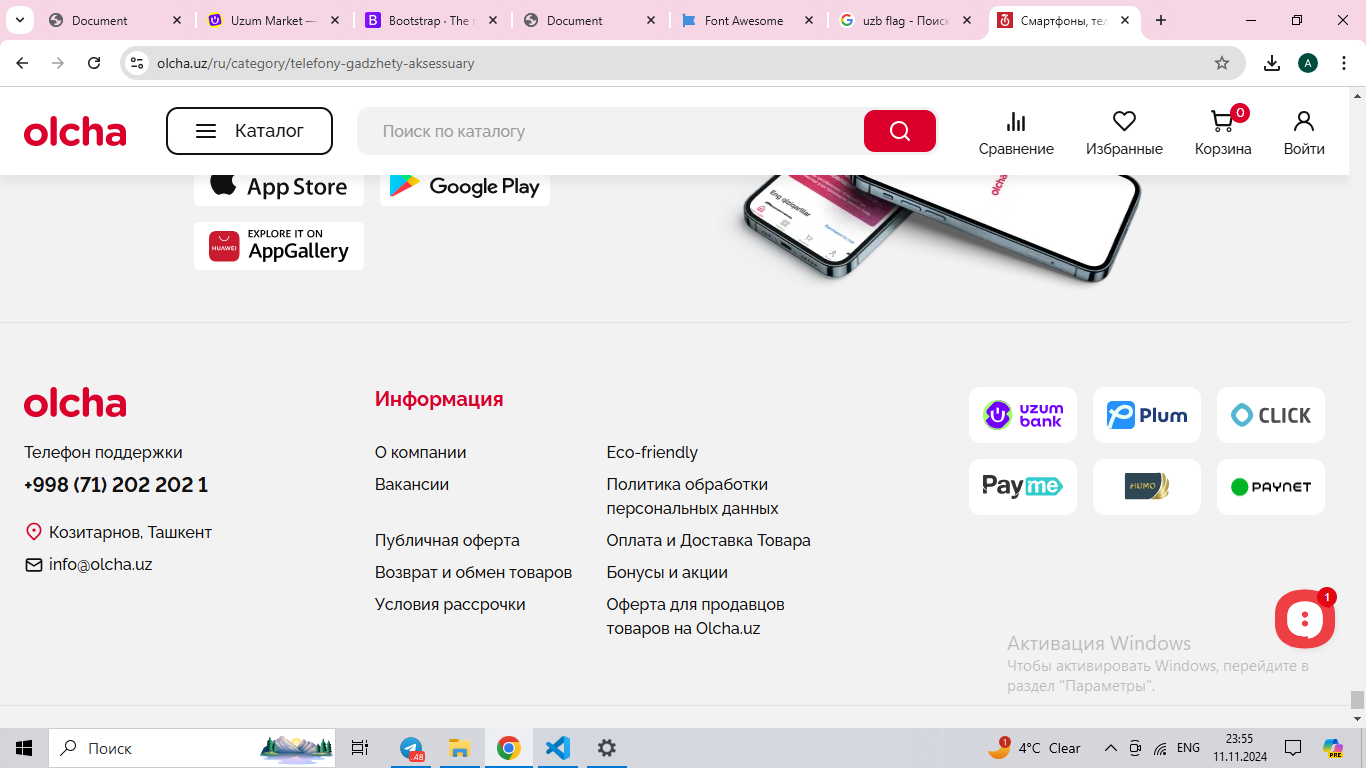 Document
Uzum Market —
Bootstrap · The r
Document
Font Awesome
uzb flag - Поиск
Смартфоны, тел
olcha.uz/ru/category/telefony-gadzhety-aksessuary
A
olcha
Каталог
Поиск по каталогу
Сравнение
Избранные
0
Корзина
Войти
App Store
Google Play
EXPLORE IT ON
AppGallery
HUAWEI
olcha
olcha
Телефон поддержки
+998 (71) 202 202 1
Козитарнов, Ташкент
info@olcha.uz
Информация
О компании
Вакансии
Публичная оферта
Возврат и обмен товаров
Условия рассрочки
Eco-friendly
Политика обработки
персональных данных
Оплата и Доставка Товара
Бонусы и акции
Оферта для продавцов
товаров на Olcha.uz
uzum
bank
Plum
CLICK
Payme
HUMO
PAYNET
1
Активация Windows
Чтобы активировать Windows, перейдите в
раздел "Параметры".
Поиск
48
1
4°C Clear
ENG
23:55
11.11.2024
PRE